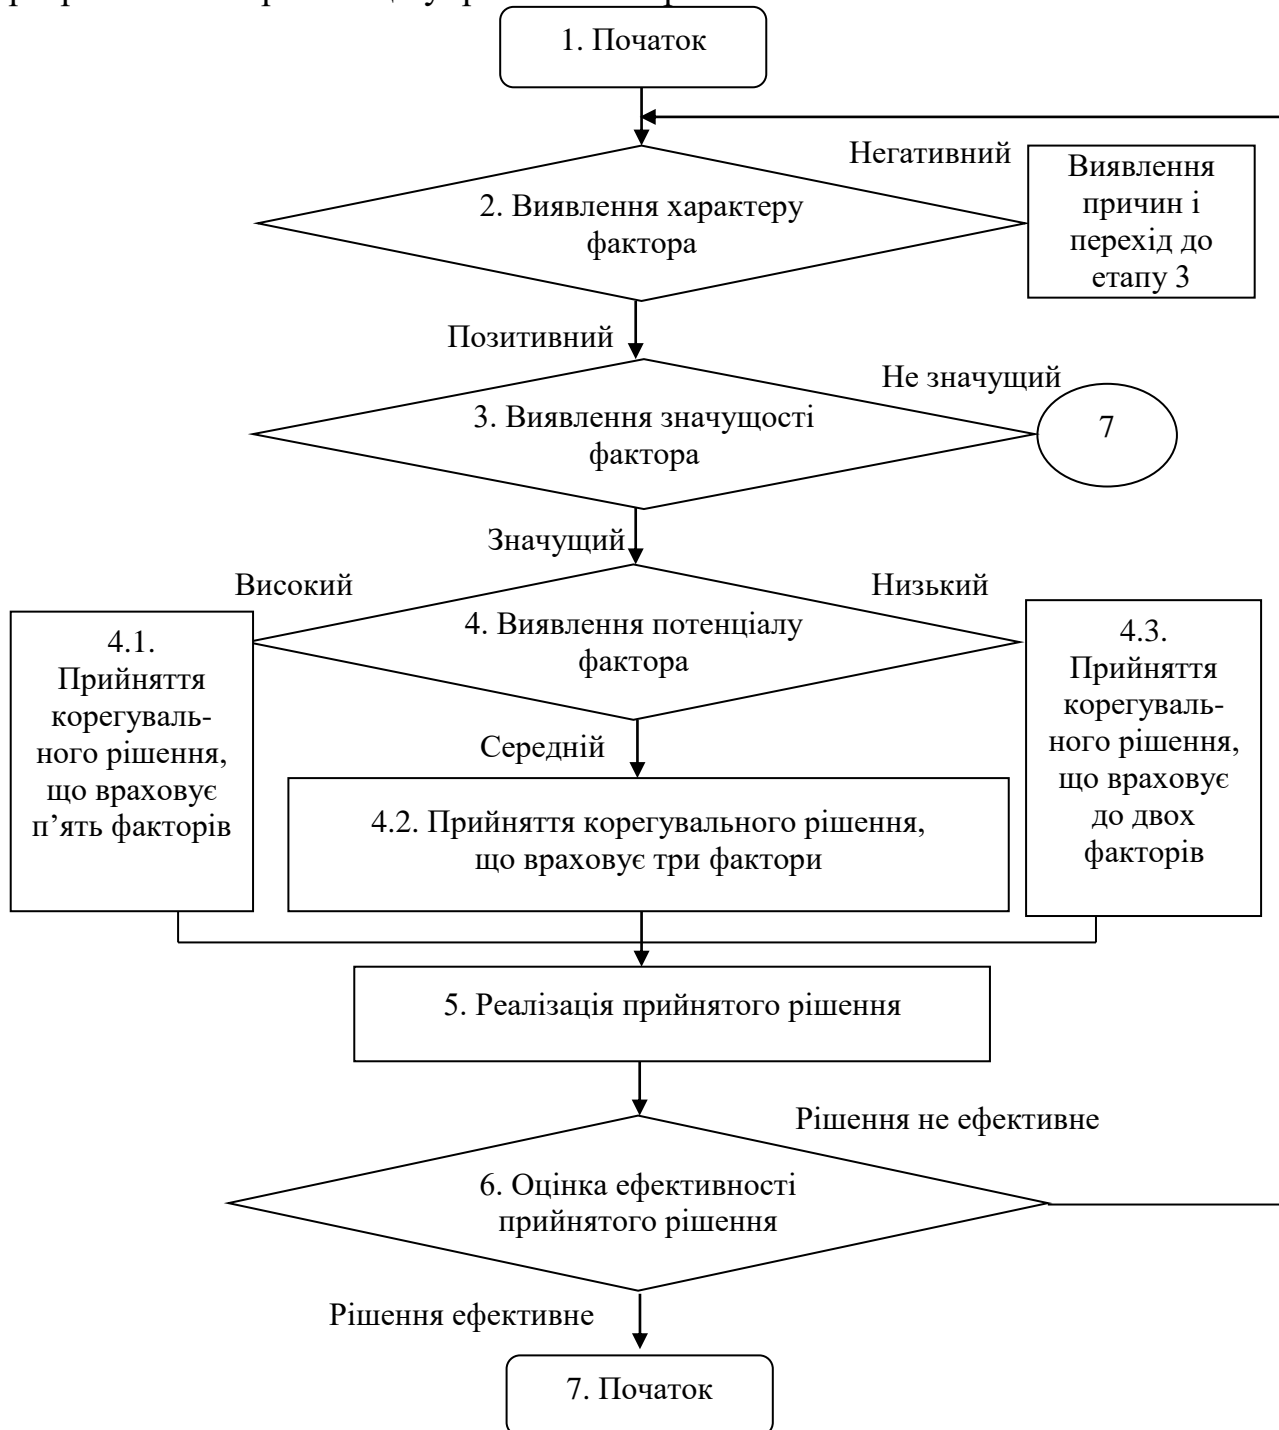 1. Початок
Негативний
2. Виявлення характеру
фактора
Виявлення
причин і
перехід до
етапу 3
Позитивний
Не значущий
3. Виявлення значущості
фактора
7
Значущий
Високий
Низький
4. Виявлення потенціалу
фактора
4.1.
Прийняття
корегуваль-
ного рішення,
що враховує
п’ять факторів
4.3.
Прийняття
корегуваль-
ного рішення,
що враховує
до двох
факторів
Середній
4.2. Прийняття корегувального рішення,
що враховує три фактори
5. Реалізація прийнятого рішення
Рішення не ефективне
6. Оцінка ефективності
прийнятого рішення
Рішення ефективне
7. Початок